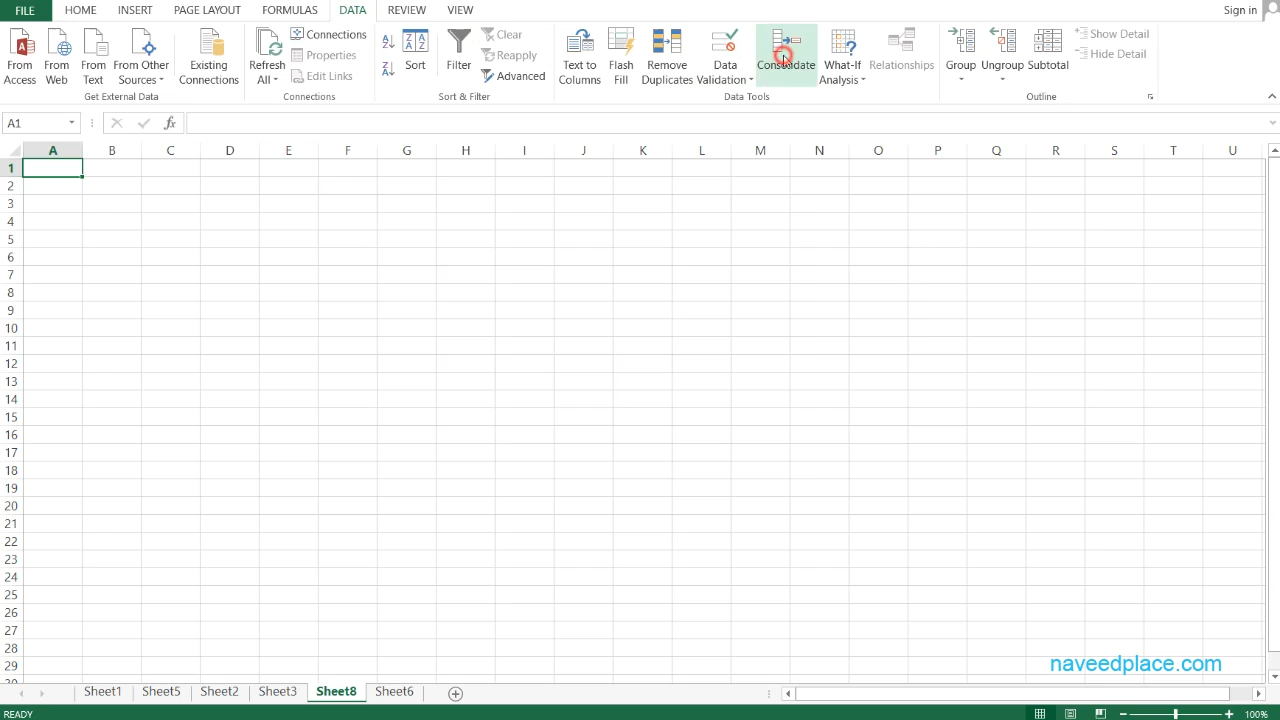 FILE HOME INSERT PAGE LAYOUT FORMULAS DATA REVIEW VIEW Sign in
From Access
From Web
From Text
From Other Sources
Existing Connections
Get External Data
Refresh All
Connections
Properties
Edit Links
Connections
Sort
Filter
Clear
Reapply
Advanced
Sort & Filter
Text to Columns
Flash Fill
Remove Duplicates
Data Validation
Consolidate
What-If Analysis
Relationships
Data Tools
Group
Ungroup
Subtotal
Show Detail
Hide Detail
Outline
A1 fx
A B C D E F G H I J K L M N O P Q R S T U
1
2
3
4
5
6
7
8
9
10
11
12
13
14
15
16
17
18
19
20
21
22
23
24
25
26
27
28
29
naveedplace.com
Sheet1 Sheet5 Sheet2 Sheet3 Sheet8 Sheet6
READY 100%